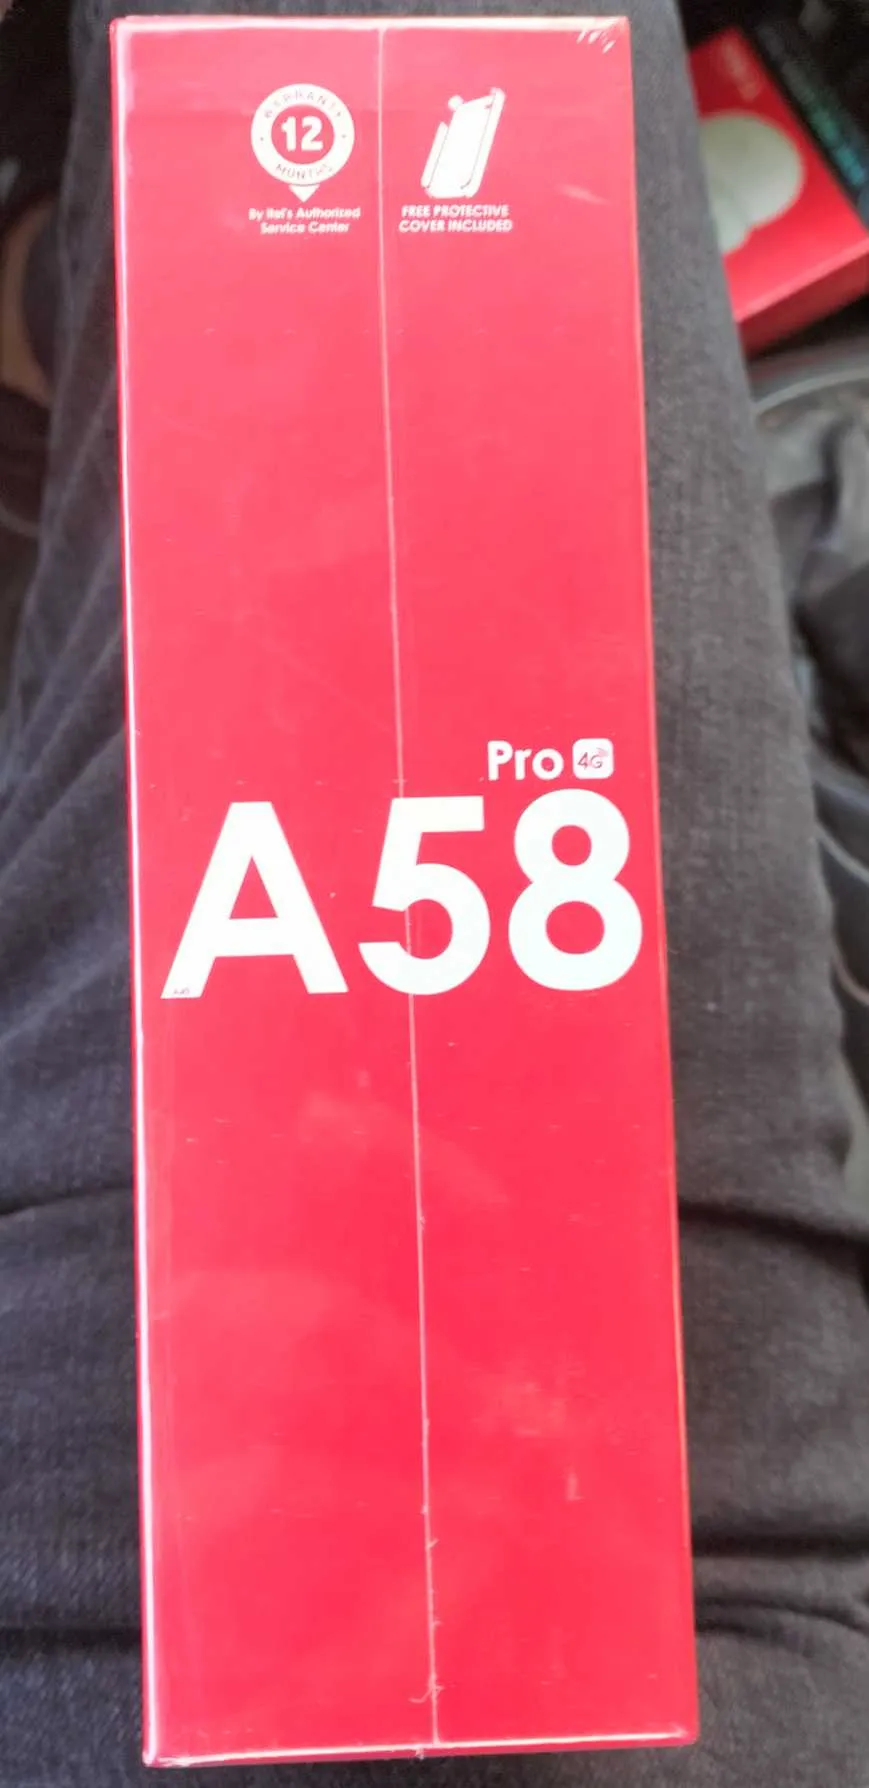 WARRANTY
12
MONTHS
By itel's Authorized
Service Center
FREE PROTECTIVE
COVER INCLUDED
Pro 4G
A58